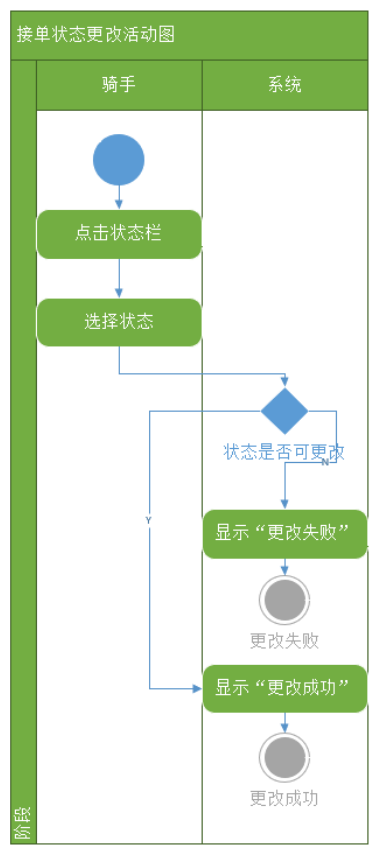 接单状态更改活动图
骑手
系统
点击状态栏
选择状态
状态是否可更改
N
Y
显示“更改失败”
更改失败
显示“更改成功”
更改成功
阶段